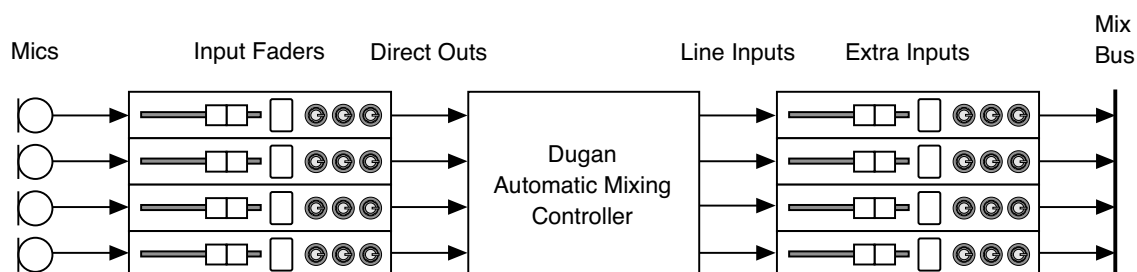 Mics
Input Faders
Direct Outs
Line Inputs
Extra Inputs
Mix
Bus
Dugan
Automatic Mixing
Controller